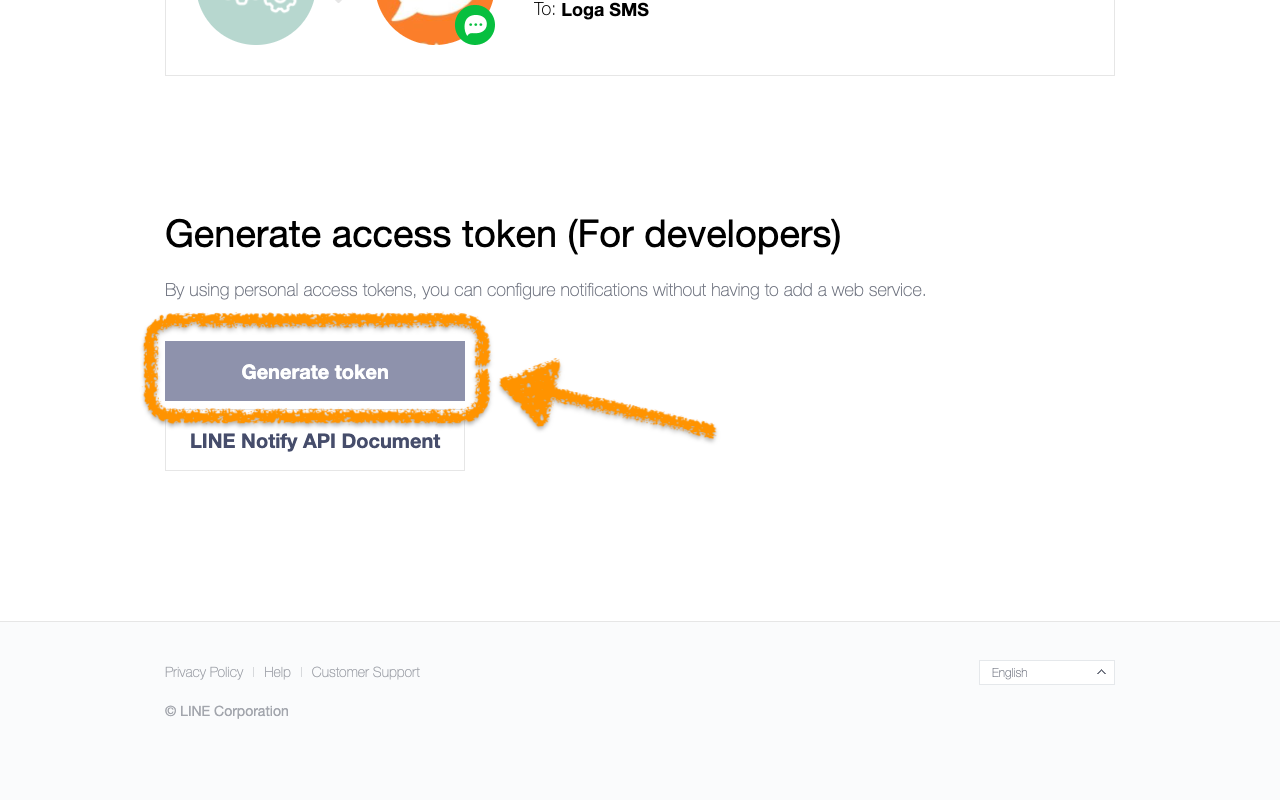 To: Loga SMS
Generate access token (For developers)
By using personal access tokens, you can configure notifications without having to add a web service.
Generate token
LINE Notify API Document
Privacy Policy | Help | Customer Support
English
© LINE Corporation